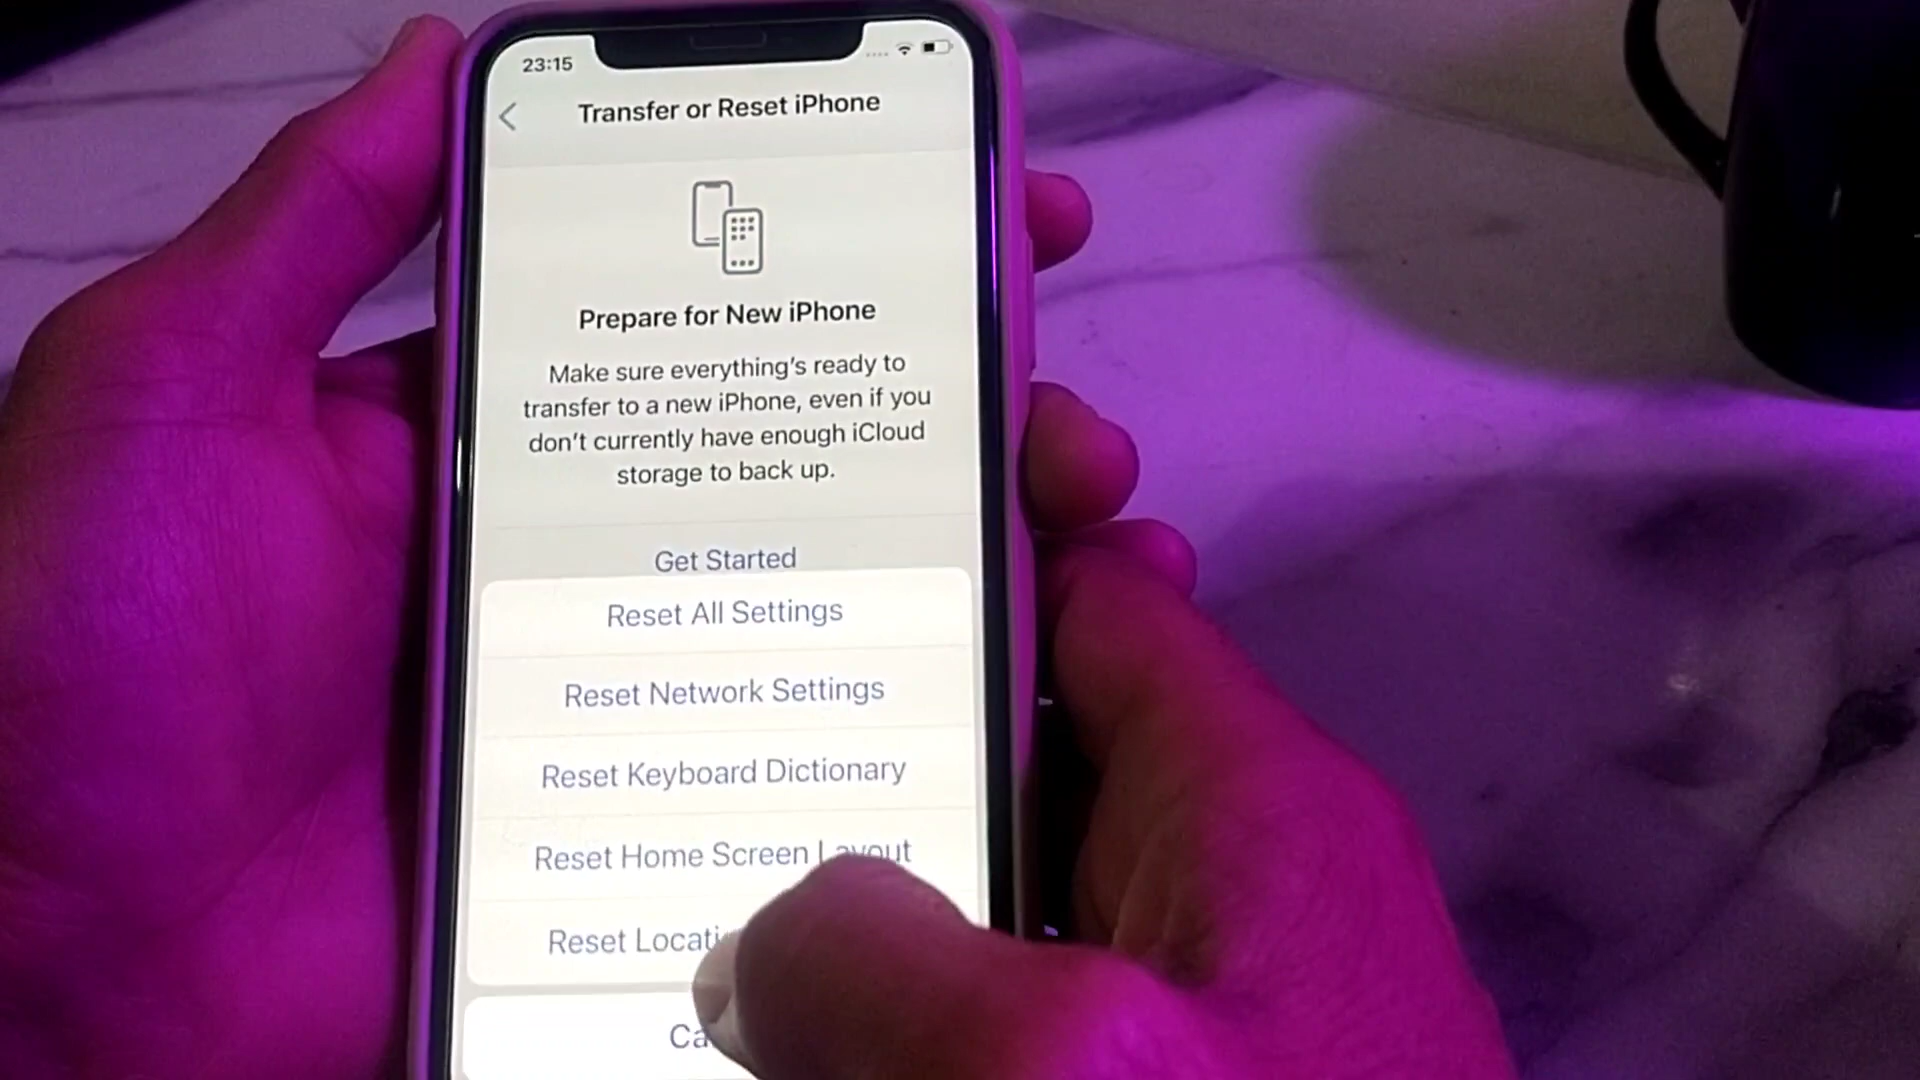 23:15
Transfer or Reset iPhone
Prepare for New iPhone
Make sure everything's ready to
transfer to a new iPhone, even if you
don't currently have enough iCloud
storage to back up.
Get Started
Reset All Settings
Reset Network Settings
Reset Keyboard Dictionary
Reset Home Screen Layout
Reset